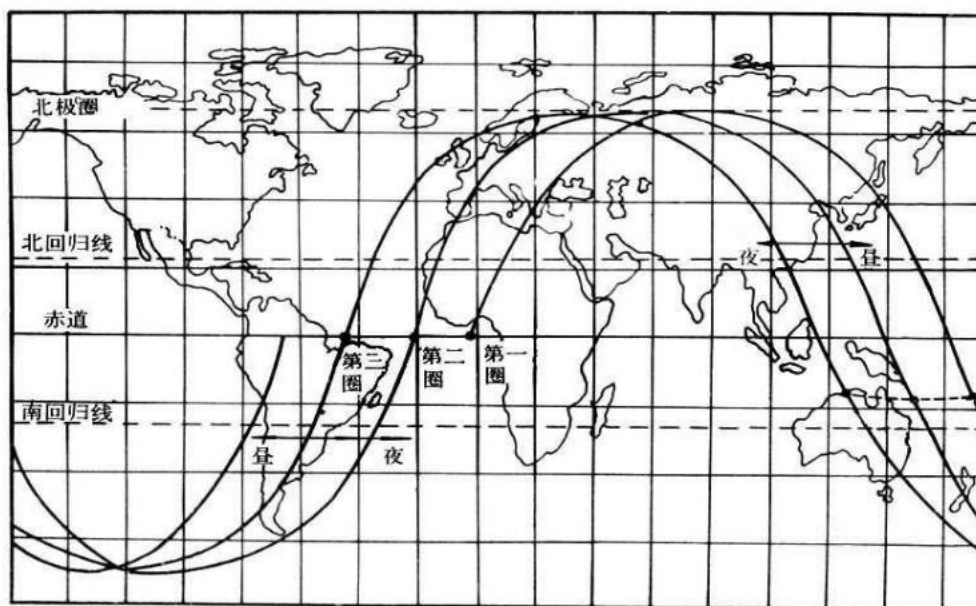 北极圈
北回归线
夜 昼
赤道
第三圈
第二圈
第一圈
南回归线
昼 夜